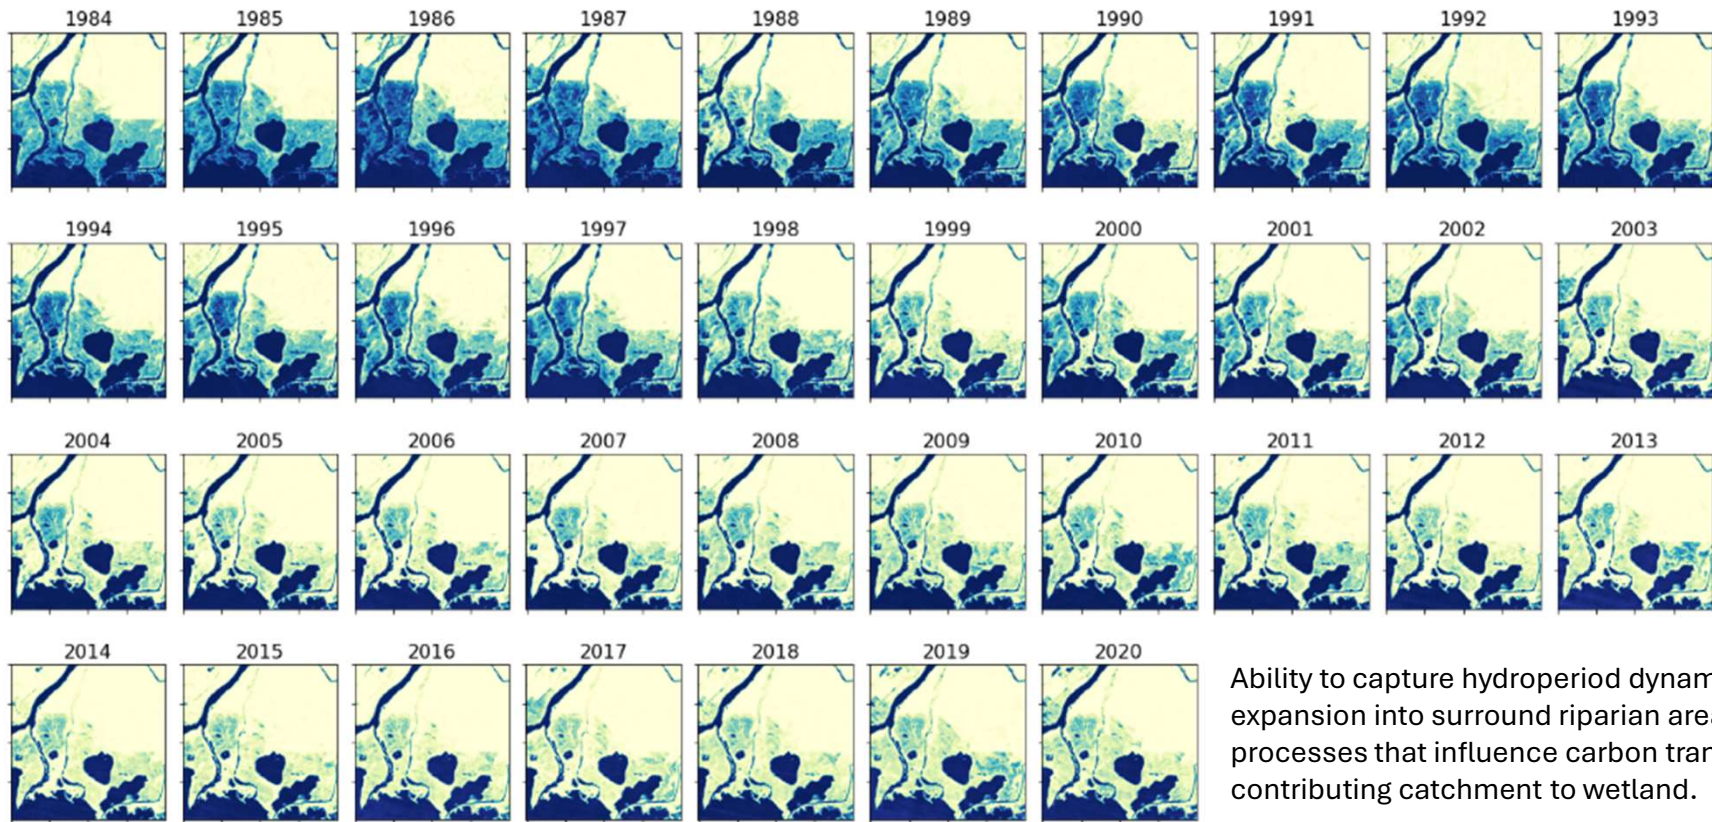 1984 1985 1986 1987 1988 1989 1990 1991 1992 1993
1994 1995 1996 1997 1998 1999 2000 2001 2002 2003
2004 2005 2006 2007 2008 2009 2010 2011 2012 2013
2014 2015 2016 2017 2018 2019 2020
Ability to capture hydroperiod dynam
expansion into surround riparian area
processes that influence carbon tran
contributing catchment to wetland.